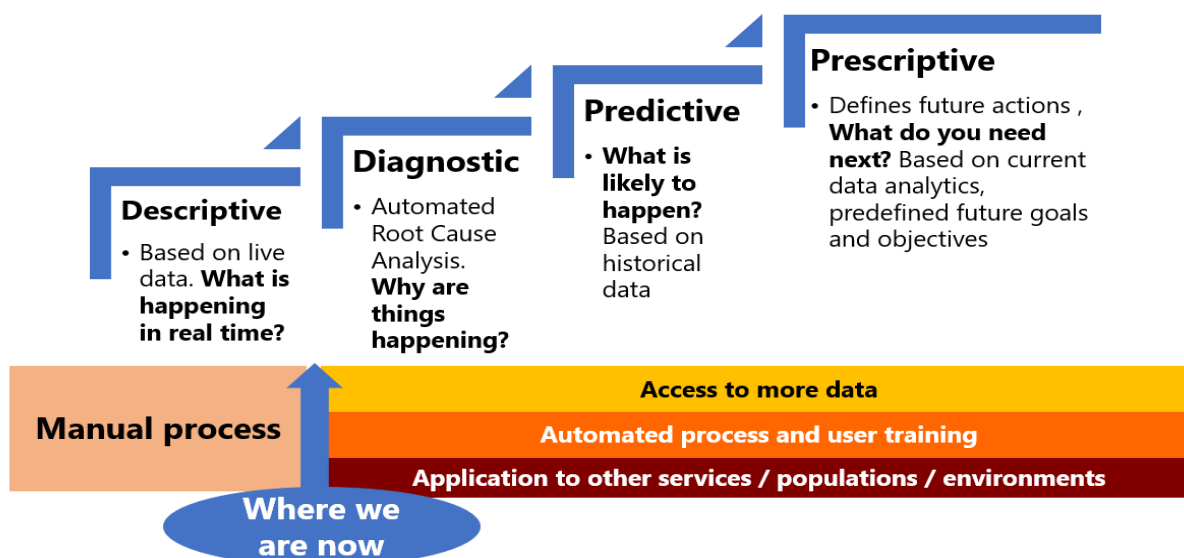 Descriptive
• Based on live
data. What is
happening
in real time?
Diagnostic
• Automated
Root Cause
Analysis.
Why are
things
happening?
Predictive
• What is
likely to
happen?
Based on
historical
data
Prescriptive
• Defines future actions ,
What do you need
next? Based on current
data analytics,
predefined future goals
and objectives
Manual process
Access to more data
Automated process and user training
Application to other services / populations / environments
Where we
are now